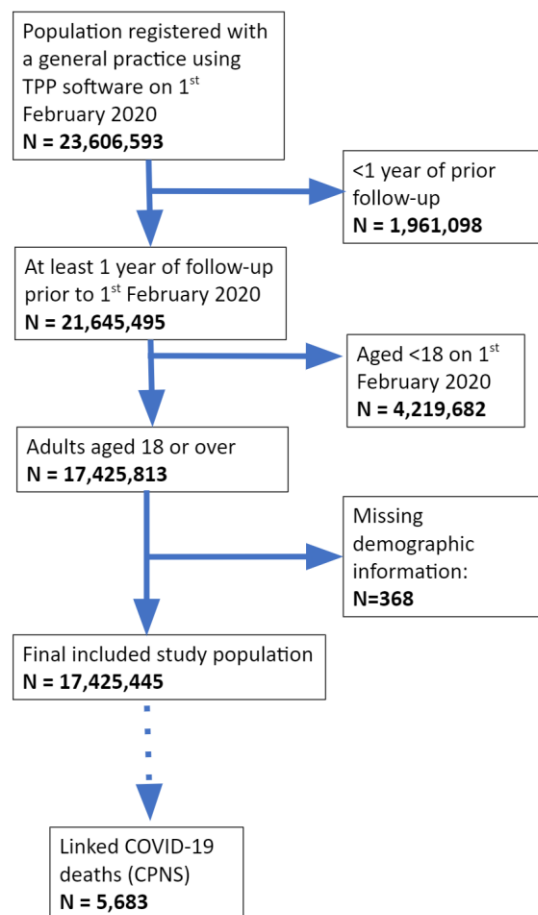 Population registered with
a general practice using
TPP software on 1st
February 2020
N = 23,606,593
<1 year of prior
follow-up
N = 1,961,098
At least 1 year of follow-up
prior to 1st February 2020
N = 21,645,495
Aged <18 on 1st
February 2020
N = 4,219,682
Adults aged 18 or over
N = 17,425,813
Missing
demographic
information:
N=368
Final included study population
N = 17,425,445
Linked COVID-19
deaths (CPNS)
N = 5,683